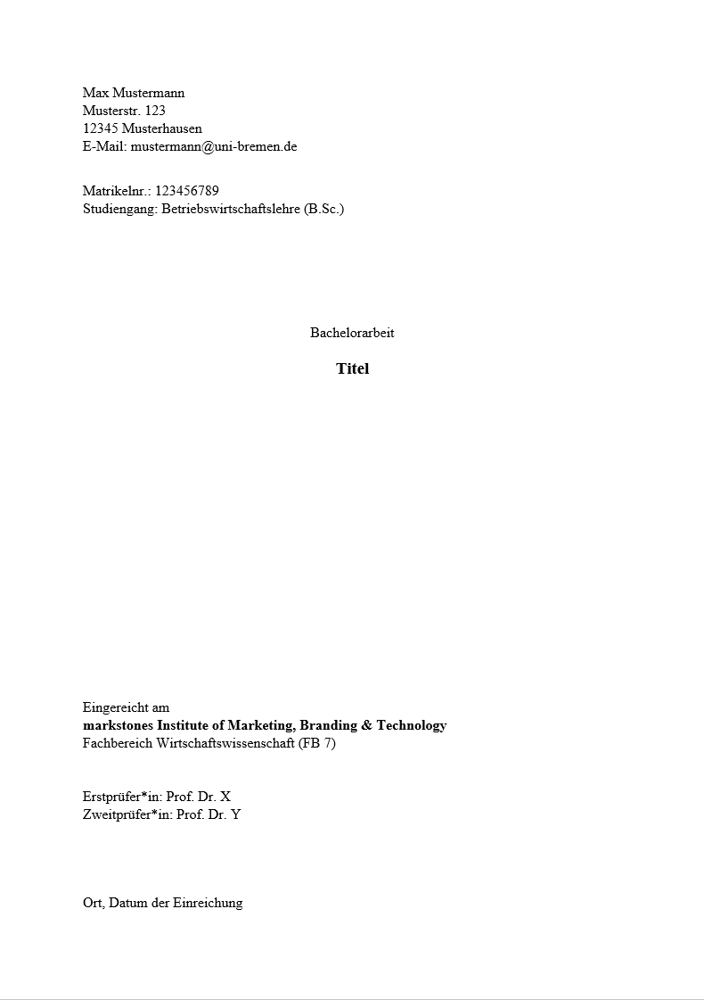 Max Mustermann
Musterstr. 123
12345 Musterhausen
E-Mail: mustermann@uni-bremen.de
Matrikelnr.: 123456789
Studiengang: Betriebswirtschaftslehre (B.Sc.)
Bachelorarbeit
Titel
Eingereicht am
markstones Institute of Marketing, Branding & Technology
Fachbereich Wirtschaftswissenschaft (FB 7)
Erstprüfer*in: Prof. Dr. X
Zweitprüfer*in: Prof. Dr. Y
Ort, Datum der Einreichung